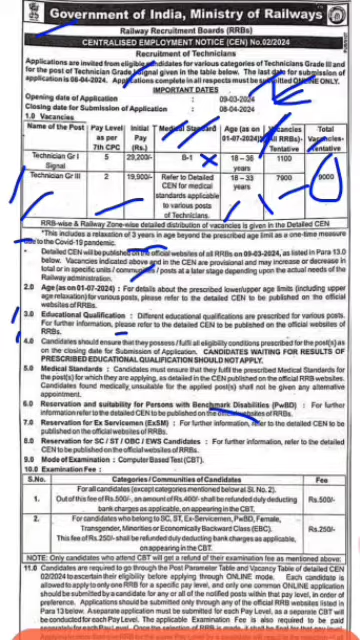 Government of India, Ministry of Railways
Railway Recruitment Boards (RRBs)
CENTRALISED EMPLOYMENT NOTICE (CEN) No.02/2024
Recruitment of Technicians
Applications are invited from eligible candidates for various categories of Technicians Grade III and
for the post of Technician Grade I Signal given in the table below. The last date for submission of
application is 08-04-2024. Applications complete in all respects must be submitted ONLINE ONLY.
IMPORTANT DATES
Opening date of Application : 09-03-2024
Closing date for Submission of Application : 08-04-2024
1.0 Vacancies
Name of the Post Pay Level as per 7th CPC Initial Pay (Rs.) Medical Standard Age (as on 01-07-2024) Vacancies (All RRBs)- Tentative Total Vacancies- Tentative
Technician Gr I Signal 5 29,200/- B-1 18 – 36 years 1100
Technician Gr III 2 19,900/- Refer to Detailed CEN for medical standards applicable to various posts of Technicians. 18 – 33 years 7900 9000
RRB-wise & Railway Zone-wise detailed distribution of vacancies is given in the Detailed CEN
*This includes a relaxation of 3 years in age beyond the prescribed age limit as a one-time measure
due to the Covid-19 pandemic.
Detailed CEN will be published on the official websites of all RRBs on 09-03-2024, as listed in Para 13.0
below. Vacancies indicated above and in the CEN are provisional and may increase or decrease in
total or in specific units / communities / posts at a later stage depending upon the actual needs of the
Railway administration.
2.0 Age (as on 01-07-2024) : For details about the prescribed lower/upper age limits (including upper
age relaxation) for various posts, please refer to the detailed CEN to be published on the official
websites of RRBs.
3.0 Educational Qualification : Different educational qualifications are prescribed for various posts.
For further information, please refer to the detailed CEN to be published on the official websites of
RRBs.
4.0 Candidates should ensure that they possess / fulfil all eligibility conditions prescribed for the post(s) as
on the closing date for Submission of Application. CANDIDATES WAITING FOR RESULTS OF
PRESCRIBED EDUCATIONAL QUALIFICATION SHOULD NOT APPLY.
5.0 Medical Standards : Candidates must ensure that they fulfil the prescribed Medical Standards for
the post(s) for which they are applying, as detailed in the CEN published on the official RRB websites.
Candidates found medically unsuitable for the applied post(s) shall not be given any alternative
appointment.
6.0 Reservation and suitability for Persons with Benchmark Disabilities (PwBD) : For further
information refer to the detailed CEN to be published on the official websites of RRBs.
7.0 Reservation for Ex Servicemen (ExSM) : For further information, refer to the detailed CEN to be
published on the official websites of RRBs.
8.0 Reservation for SC / ST / OBC / EWS Candidates : For further information, refer to the detailed
CEN to be published on the official websites of RRBs.
9.0 Mode of Examination : Computer Based Test (CBT).
10.0 Examination Fee :
S.No. Categories / Communities of Candidates Fee
1. For all candidates (except categories mentioned below at Sl. No. 2).
Out of this fee of Rs.500/-, an amount of Rs.400/- shall be refunded duly deducting
bank charges as applicable, on appearing in the CBT. Rs.500/-
2. For candidates who belong to SC, ST, Ex-Servicemen, PwBD, Female,
Transgender, Minorities or Economically Backward Class (EBC).
This fee of Rs.250/- shall be refunded duly deducting bank charges as applicable,
on appearing in CBT. Rs.250/-
NOTE: Only candidates who attend CBT will get a refund of their examination fee as mentioned above:
11.0 Candidates are required to go through the Post Parameter Table and Vacancy Table of detailed CEN
02/2024 to ascertain their eligibility before applying through ONLINE mode. Each candidate is
allowed to apply to only one RRB for a specific pay level, and only one common ONLINE application
should be submitted by a candidate for any or all of the notified posts within that pay level, in order of
preference. Applications should be submitted only through any of the official RRB websites listed in
Para 13 below. A separate application must be submitted for each Pay Level, as a separate CBT will
be conducted for each Pay Level. The applicable Examination Fee is also required to be paid